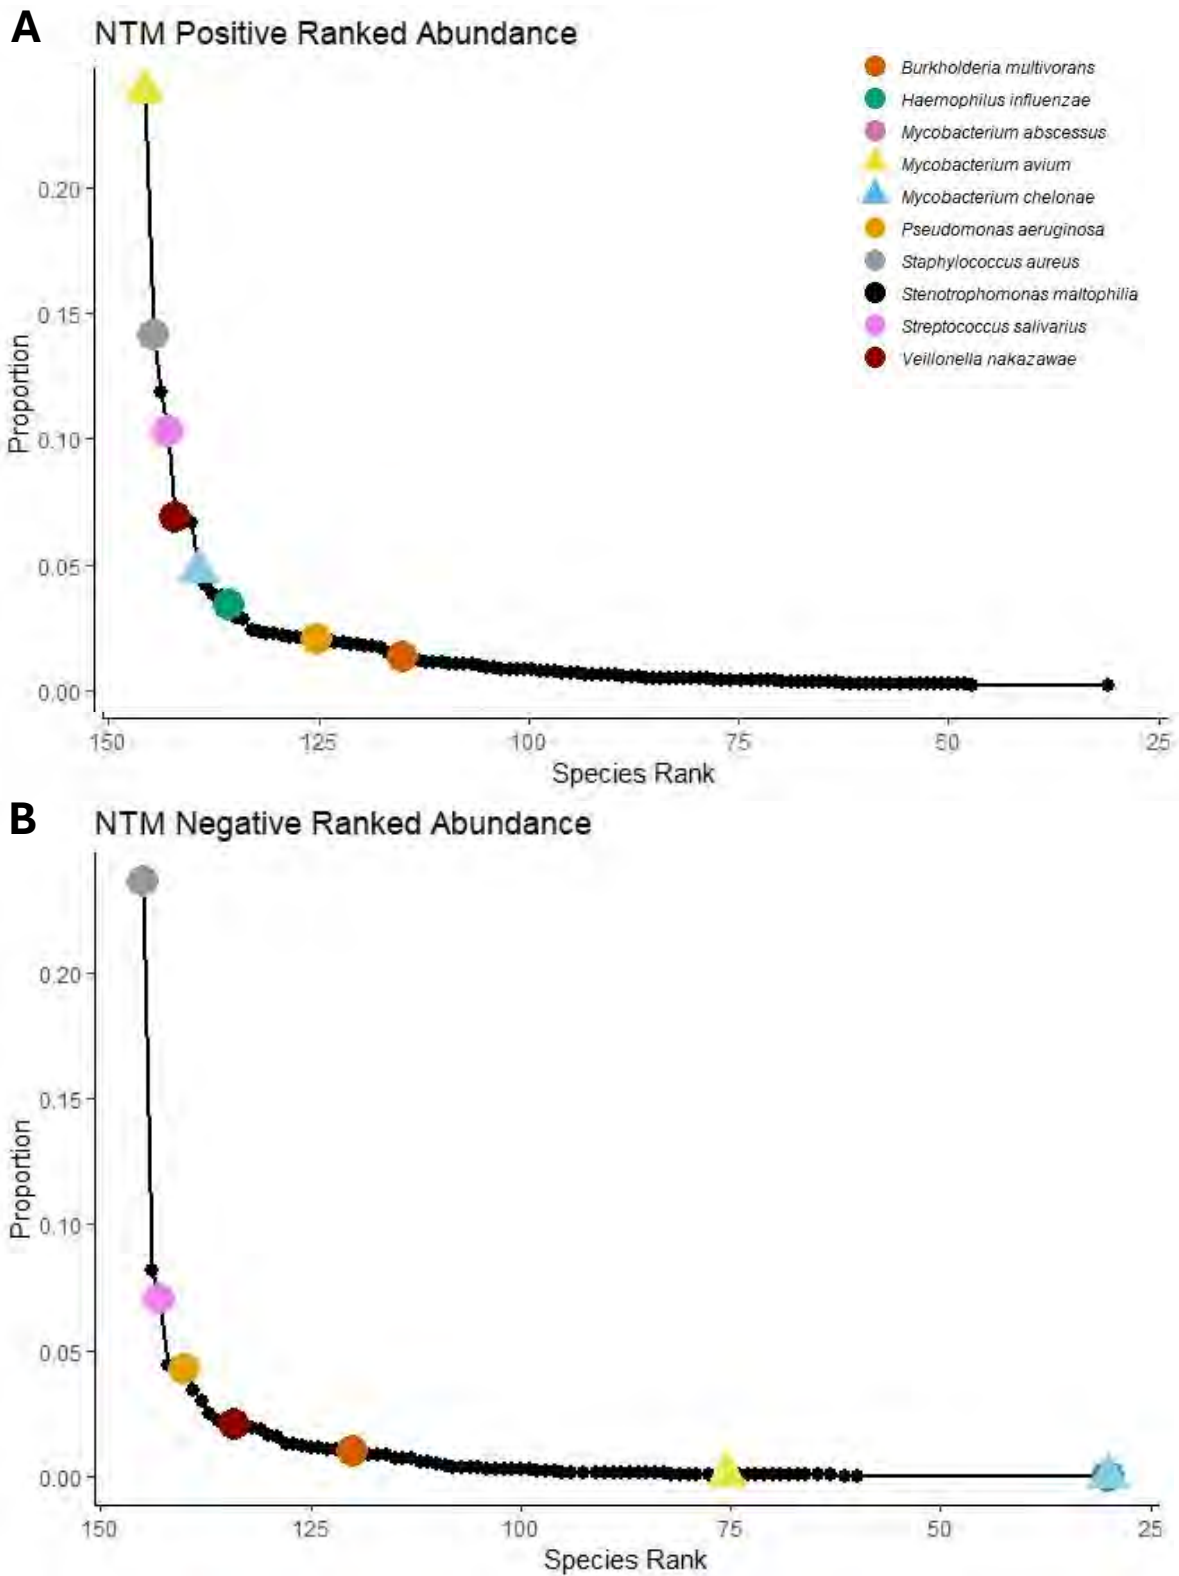 A
NTM Positive Ranked Abundance
Burkholderia multivorans
Haemophilus influenzae
Mycobacterium abscessus
Mycobacterium avium
Mycobacterium chelonae
Pseudomonas aeruginosa
Staphylococcus aureus
Stenotrophomonas maltophilia
Streptococcus salivarius
Veillonella nakazawae
Proportion
0.20
0.15
0.10
0.05
0.00
150 125 100 75 50 25
Species Rank
B
NTM Negative Ranked Abundance
Proportion
0.20
0.15
0.10
0.05
0.00
150 125 100 75 50 25
Species Rank